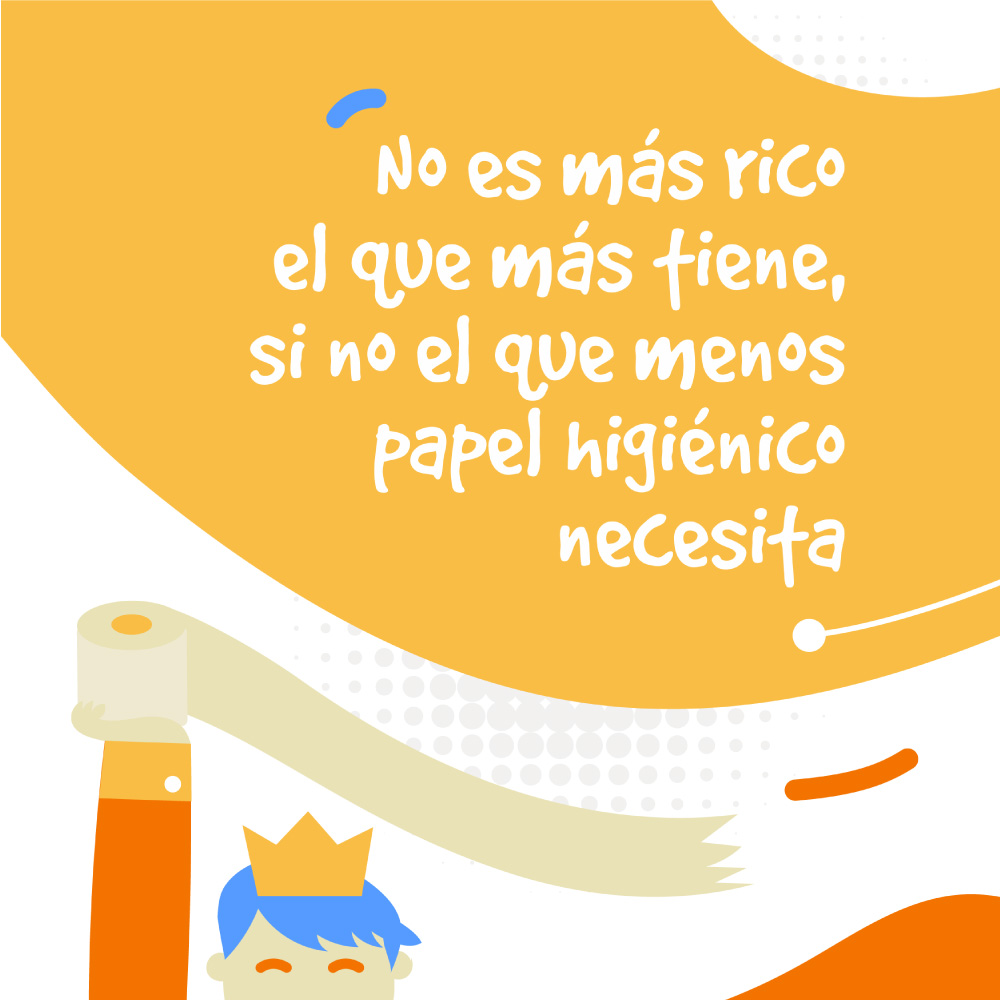 No es más rico
el que más tiene,
si no el que menos
papel higiénico
necesita